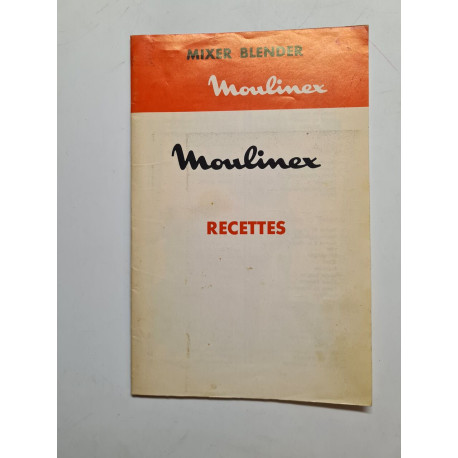 MIXER BLENDER
Moulinex
Moulinex
RECETTES